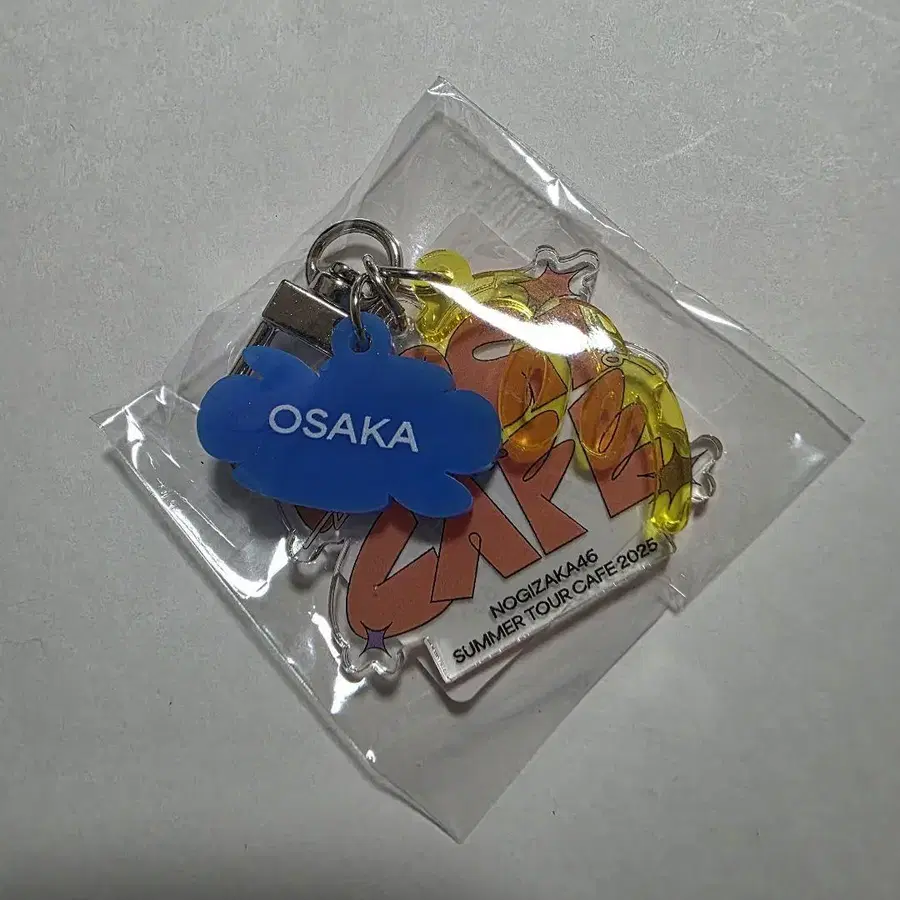 OSAKA
CAFE
NOGIZAKA46
SUMMER TOUR CAFE 2025